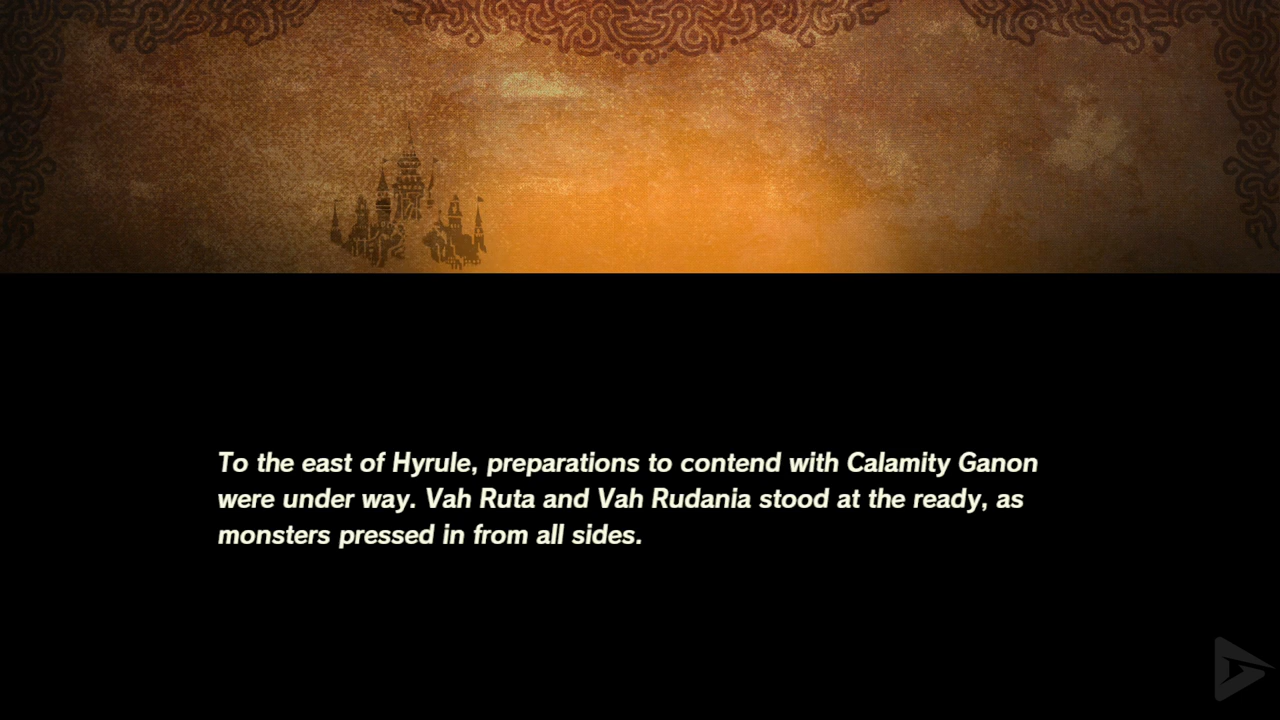 To the east of Hyrule, preparations to contend with Calamity Ganon
were under way. Vah Ruta and Vah Rudania stood at the ready, as
monsters pressed in from all sides.